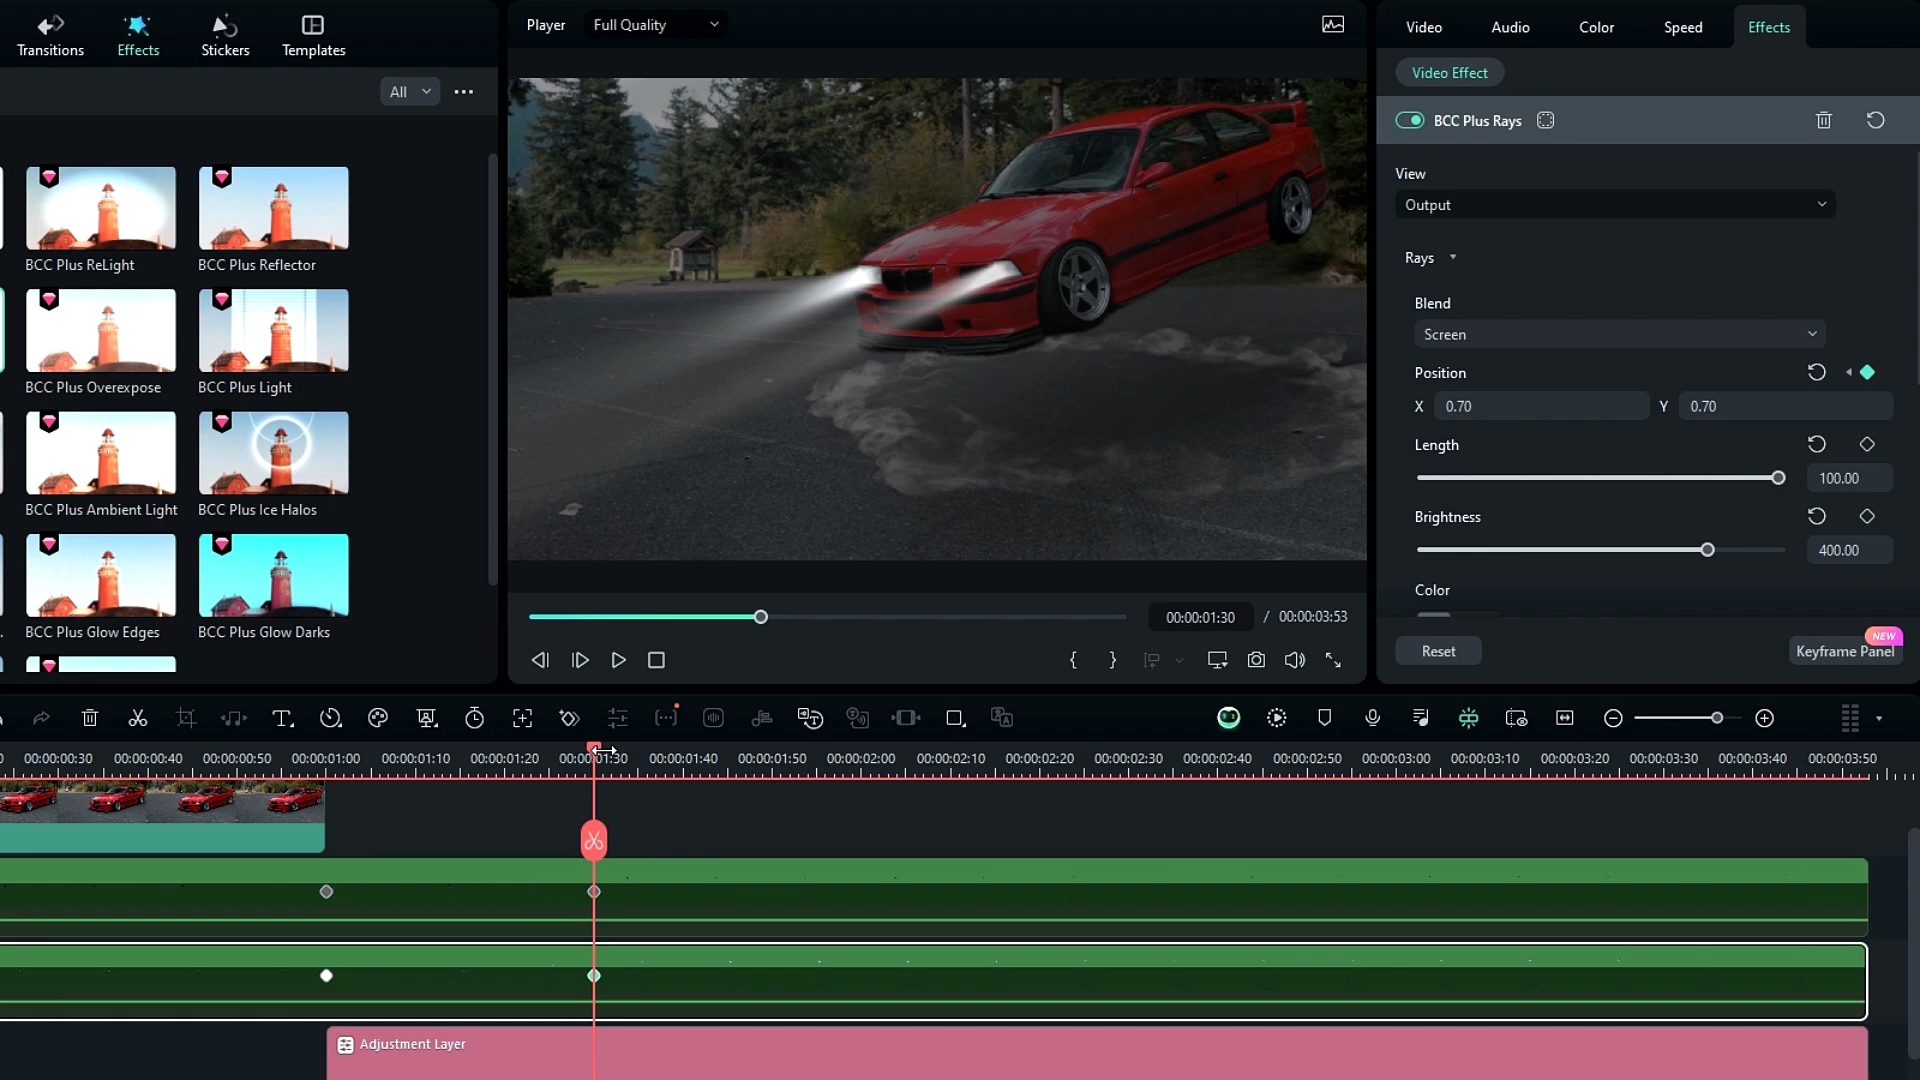 Transitions
Effects
Stickers
Templates
All
BCC Plus ReLight
BCC Plus Reflector
BCC Plus Overexpose
BCC Plus Light
BCC Plus Ambient Light
BCC Plus Ice Halos
BCC Plus Glow Edges
BCC Plus Glow Darks
Player
Full Quality
00:00:01:30 / 00:00:03:53
Video
Audio
Color
Speed
Effects
Video Effect
BCC Plus Rays
View
Output
Rays
Blend
Screen
Position
X 0.70 Y 0.70
Length
100.00
Brightness
400.00
Color
Reset
NEW
Keyframe Panel
00:00:00:30 00:00:00:40 00:00:00:50 00:00:01:00 00:00:01:10 00:00:01:20 00:00:01:30 00:00:01:40 00:00:01:50 00:00:02:00 00:00:02:10 00:00:02:20 00:00:02:30 00:00:02:40 00:00:02:50 00:00:03:00 00:00:03:10 00:00:03:20 00:00:03:30 00:00:03:40 00:00:03:50
Adjustment Layer